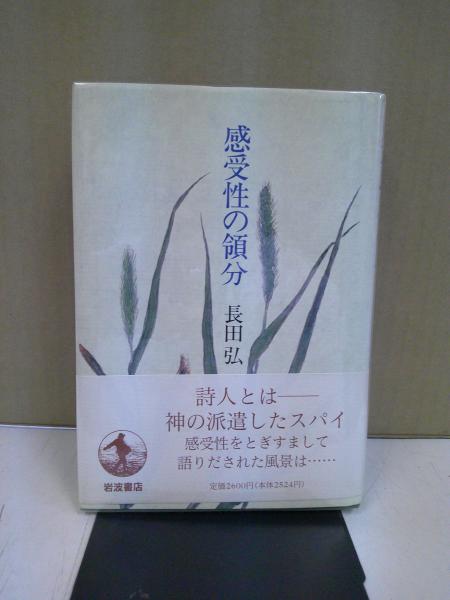 感受性の領分
長田弘
詩人とは——
神の派遣したスパイ
感受性をとぎすまして
語りだされた風景は……
岩波書店
定価2600円(本体2524円)